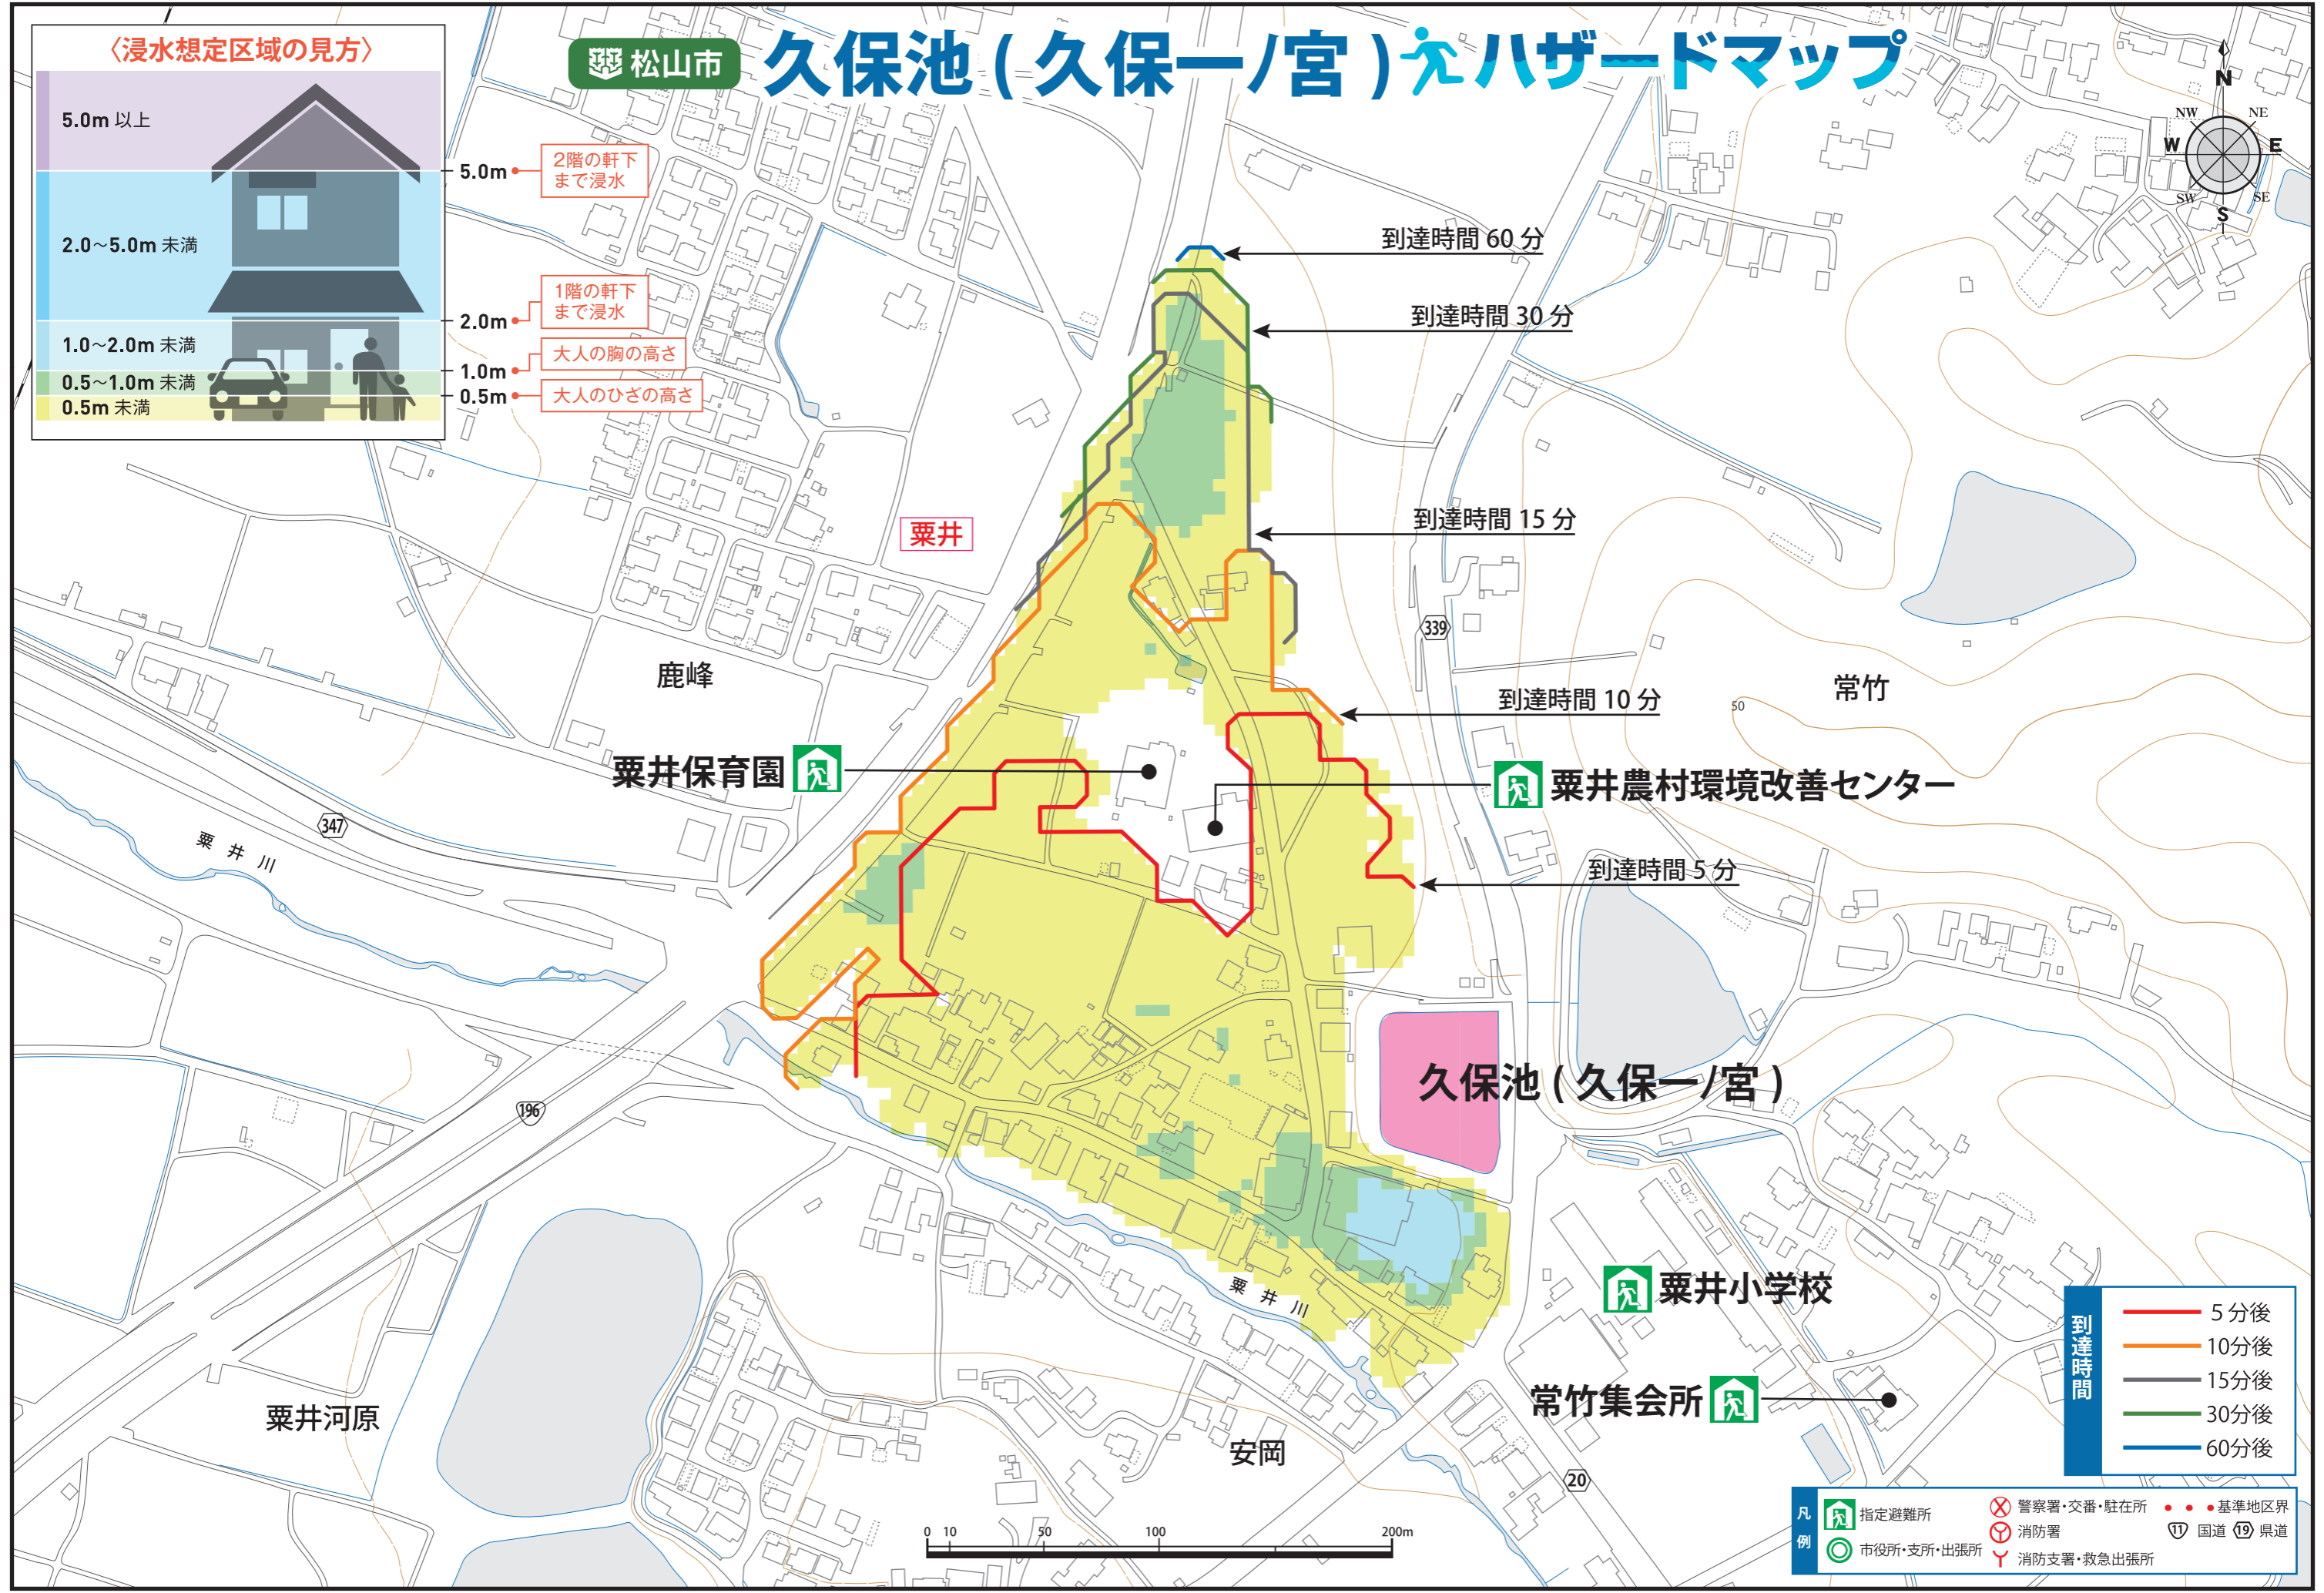 〈浸水想定区域の見方〉
5.0m 以上
2.0～5.0m 未満
1.0～2.0m 未満
0.5～1.0m 未満
0.5m 未満
5.0m
2階の軒下
まで浸水
2.0m
1階の軒下
まで浸水
1.0m
大人の胸の高さ
0.5m
大人のひざの高さ
松山市
久保池(久保一ノ宮)ハザードマップ
N
NW
NE
W
E
SW
SE
S
到達時間 60 分
到達時間 30 分
到達時間 15 分
粟井
339
鹿峰
常竹
到達時間 10 分
50
粟井保育園
粟井農村環境改善センター
347
粟井川
到達時間 5 分
久保池(久保一ノ宮)
196
粟井川
粟井小学校
粟井河原
安岡
常竹集会所
20
到達時間
5分後
10分後
15分後
30分後
60分後
0 10 50 100 200m
凡例
指定避難所
市役所・支所・出張所
警察署・交番・駐在所
消防署
消防支署・救急出張所
基準地区界
11 国道 19 県道